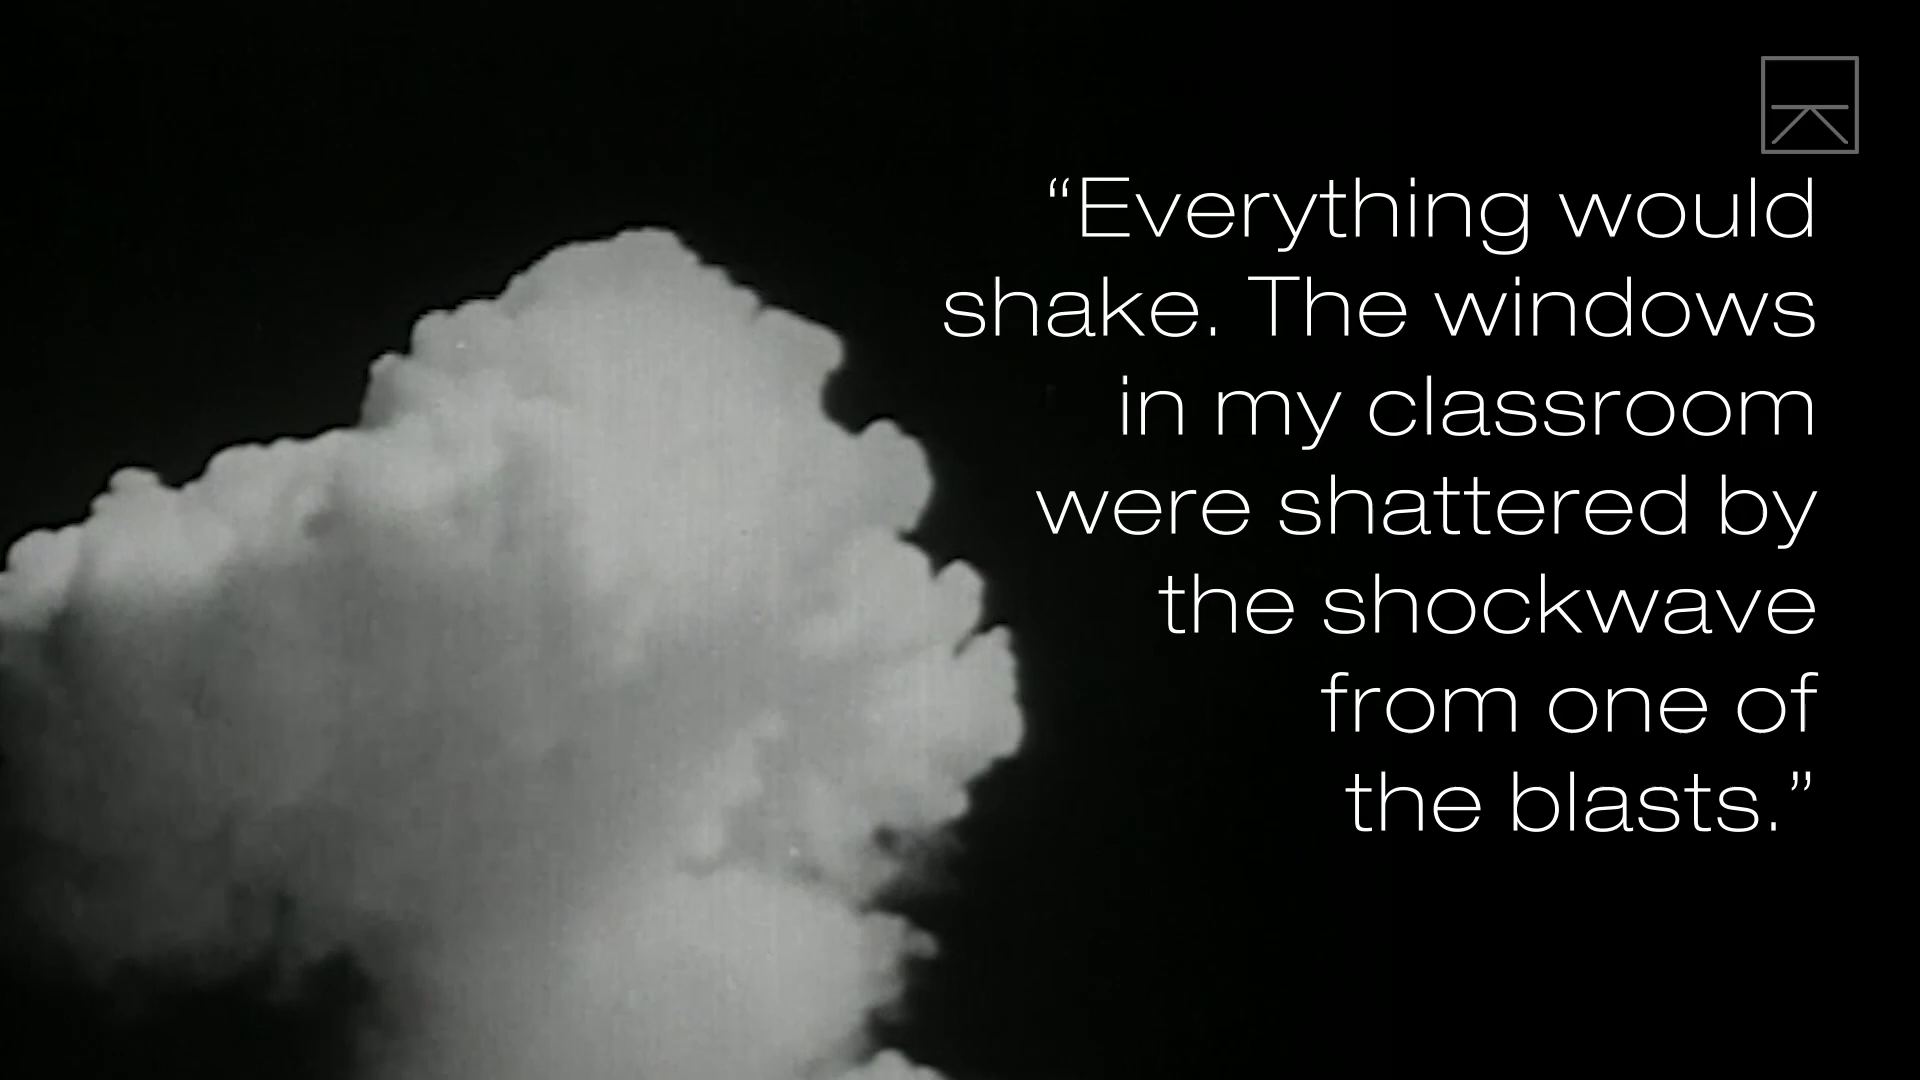 “Everything would
shake. The windows
in my classroom
were shattered by
the shockwave
from one of
the blasts.”